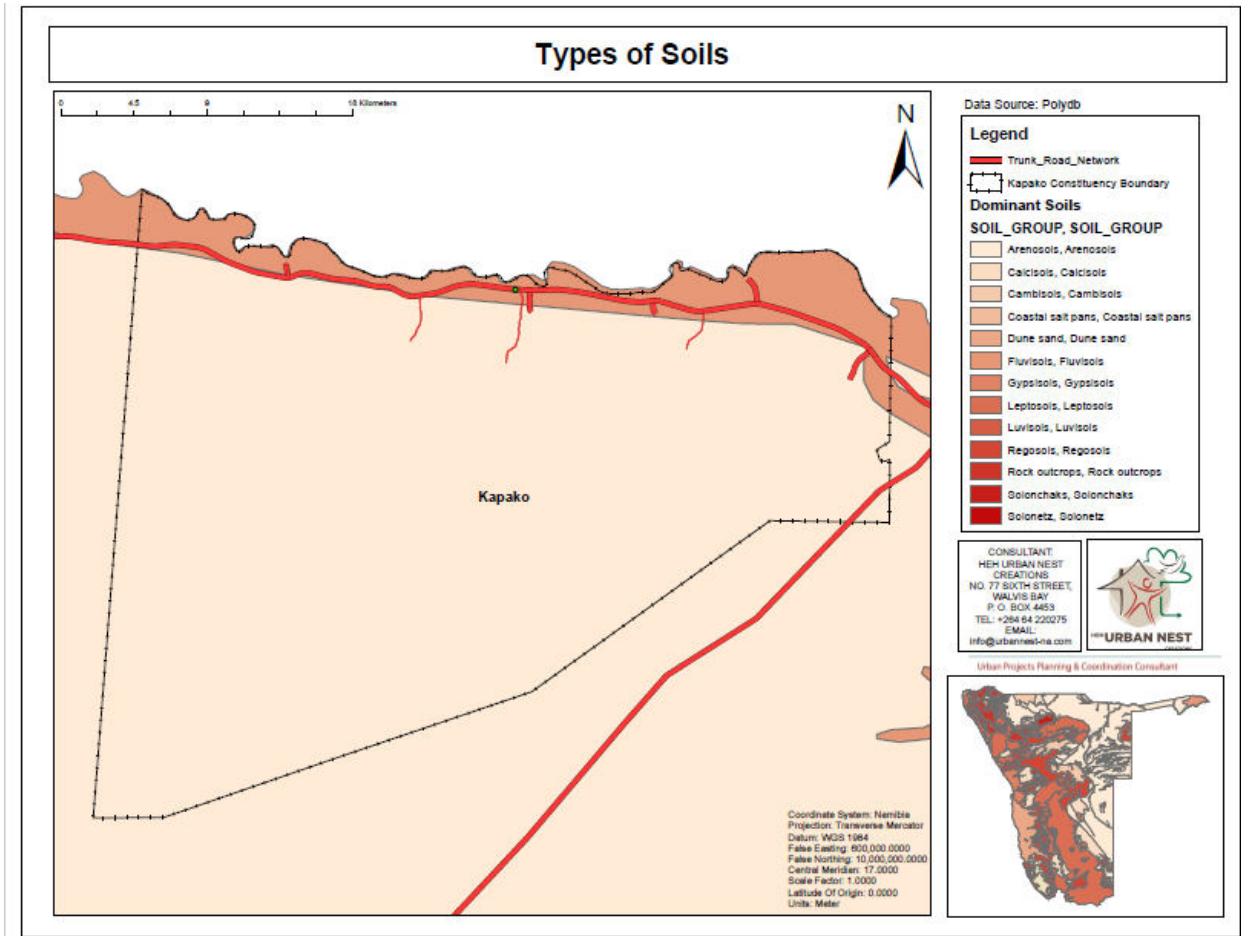 Types of Soils
0 4.5 9 18 Kilometers
N
Kapako
Coordinate System: Namibia
Projection: Transverse Mercator
Datum: WGS 1984
False Easting: 600,000.0000
False Northing: 10,000,000.0000
Central Meridian: 17.0000
Scale Factor: 1.0000
Latitude Of Origin: 0.0000
Units: Meter
Data Source: Polydb
Legend
Trunk_Road_Network
Kapako Constituency Boundary
Dominant Soils
SOIL_GROUP, SOIL_GROUP
Arenosols, Arenosols
Calcisols, Calcisols
Cambisols, Cambisols
Coastal salt pans, Coastal salt pans
Dune sand, Dune sand
Fluvisols, Fluvisols
Gypsisols, Gypsisols
Leptosols, Leptosols
Luvisols, Luvisols
Regosols, Regosols
Rock outcrops, Rock outcrops
Solonchaks, Solonchaks
Solonetz, Solonetz
CONSULTANT:
HEH URBAN NEST
CREATIONS
NO. 77 SIXTH STREET,
WALVIS BAY
P. O. BOX 4453
TEL: +264 64 220275
EMAIL:
info@urbannest-na.com
HEH URBAN NEST
Urban Projects Planning & Coordination Consultant